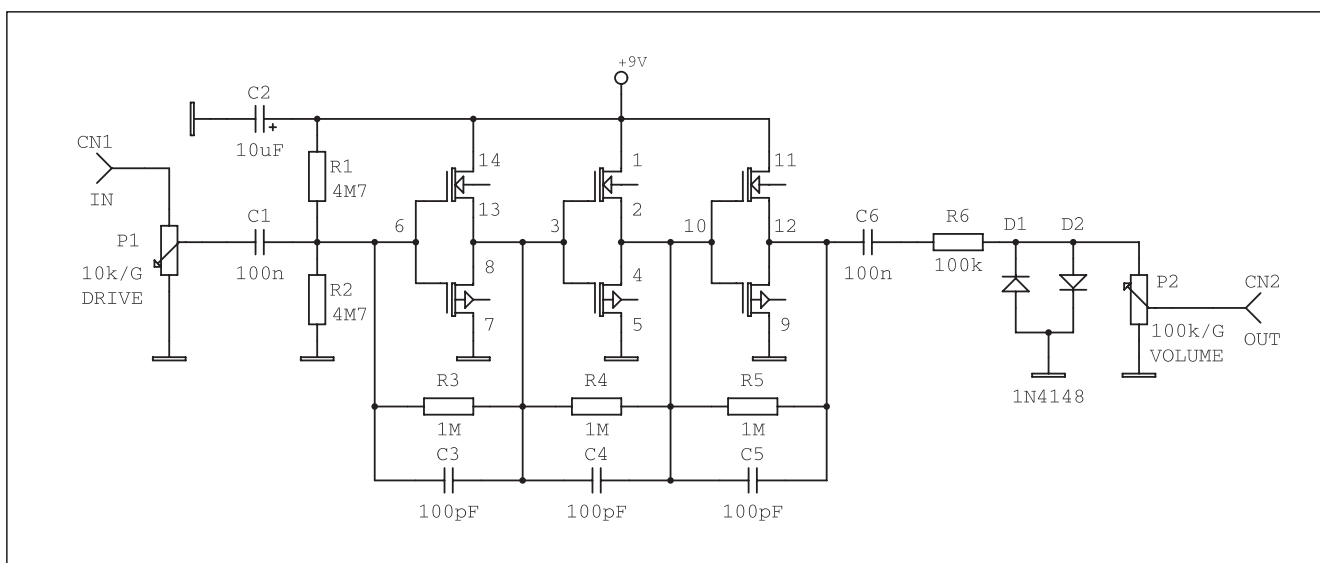 +9V
C2
10uF
CN1
IN
P1
10k/G
DRIVE
C1
100n
R1
4M7
R2
4M7
6
14
13
8
7
3
1
2
4
5
10
11
12
9
R3
1M
C3
100pF
R4
1M
C4
100pF
R5
1M
C5
100pF
C6
100n
R6
100k
D1
D2
1N4148
P2
100k/G
VOLUME
CN2
OUT